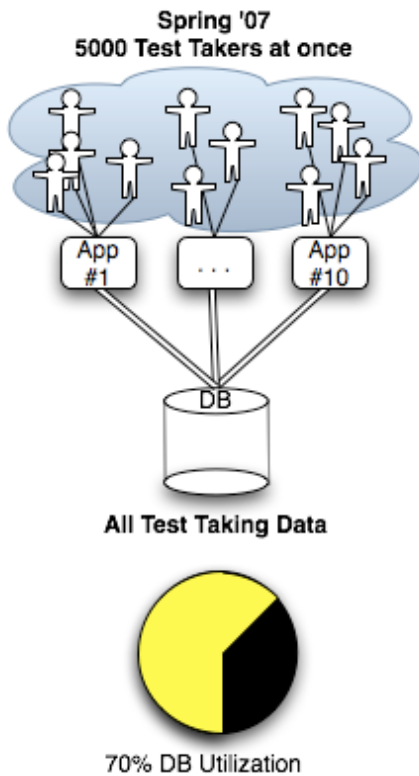 Spring '07
5000 Test Takers at once
App
#1
. . .
App
#10
DB
All Test Taking Data
70% DB Utilization